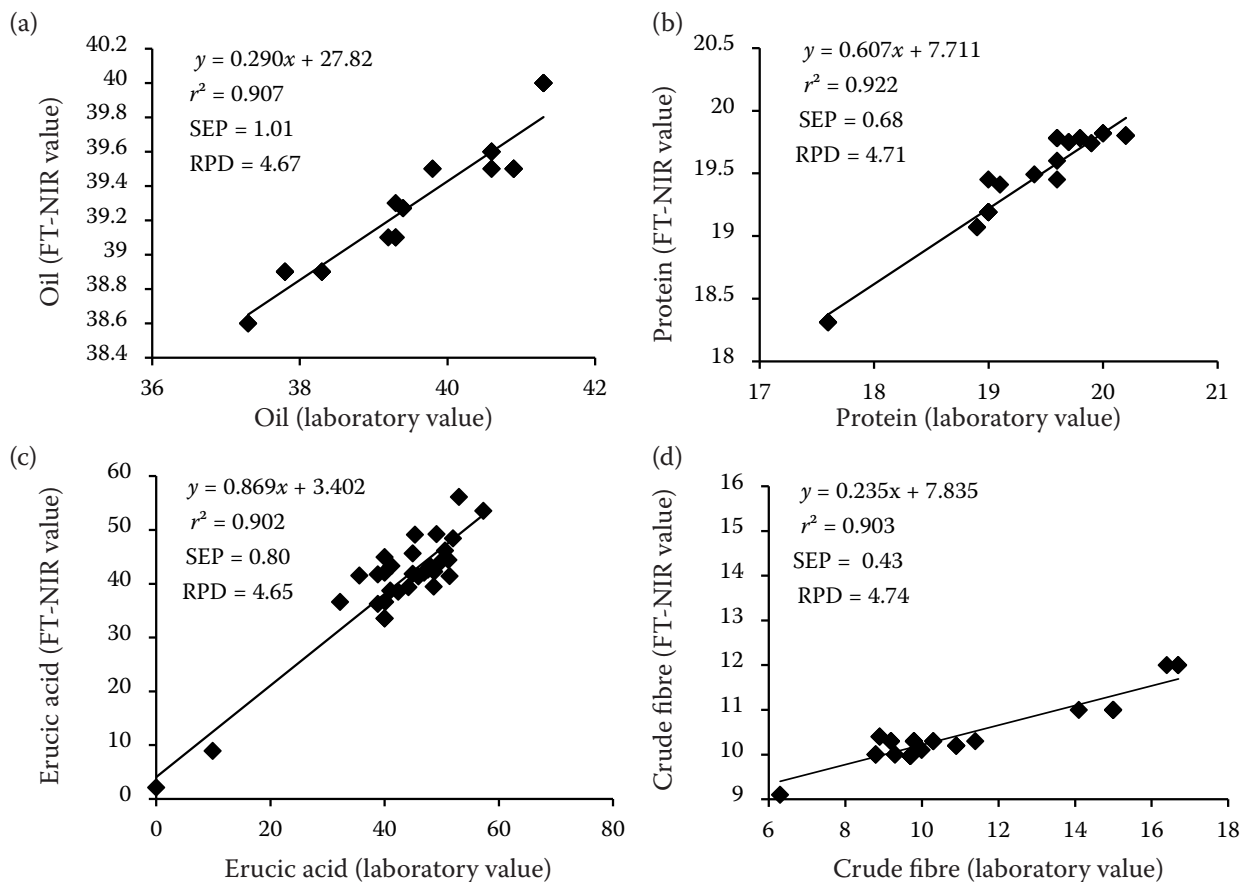 (a)
40.2
40
39.8
39.6
39.4
39.2
39
38.8
38.6
38.4
y = 0.290x + 27.82
r² = 0.907
SEP = 1.01
RPD = 4.67
Oil (FT-NIR value)
36 38 40 42
Oil (laboratory value)
(b)
20.5
20
19.5
19
18.5
18
y = 0.607x + 7.711
r² = 0.922
SEP = 0.68
RPD = 4.71
Protein (FT-NIR value)
17 18 19 20 21
Protein (laboratory value)
(c)
60
50
40
30
20
10
0
y = 0.869x + 3.402
r² = 0.902
SEP = 0.80
RPD = 4.65
Erucic acid (FT-NIR value)
0 20 40 60 80
Erucic acid (laboratory value)
(d)
16
15
14
13
12
11
10
9
y = 0.235x + 7.835
r² = 0.903
SEP = 0.43
RPD = 4.74
Crude fibre (FT-NIR value)
6 8 10 12 14 16 18
Crude fibre (laboratory value)